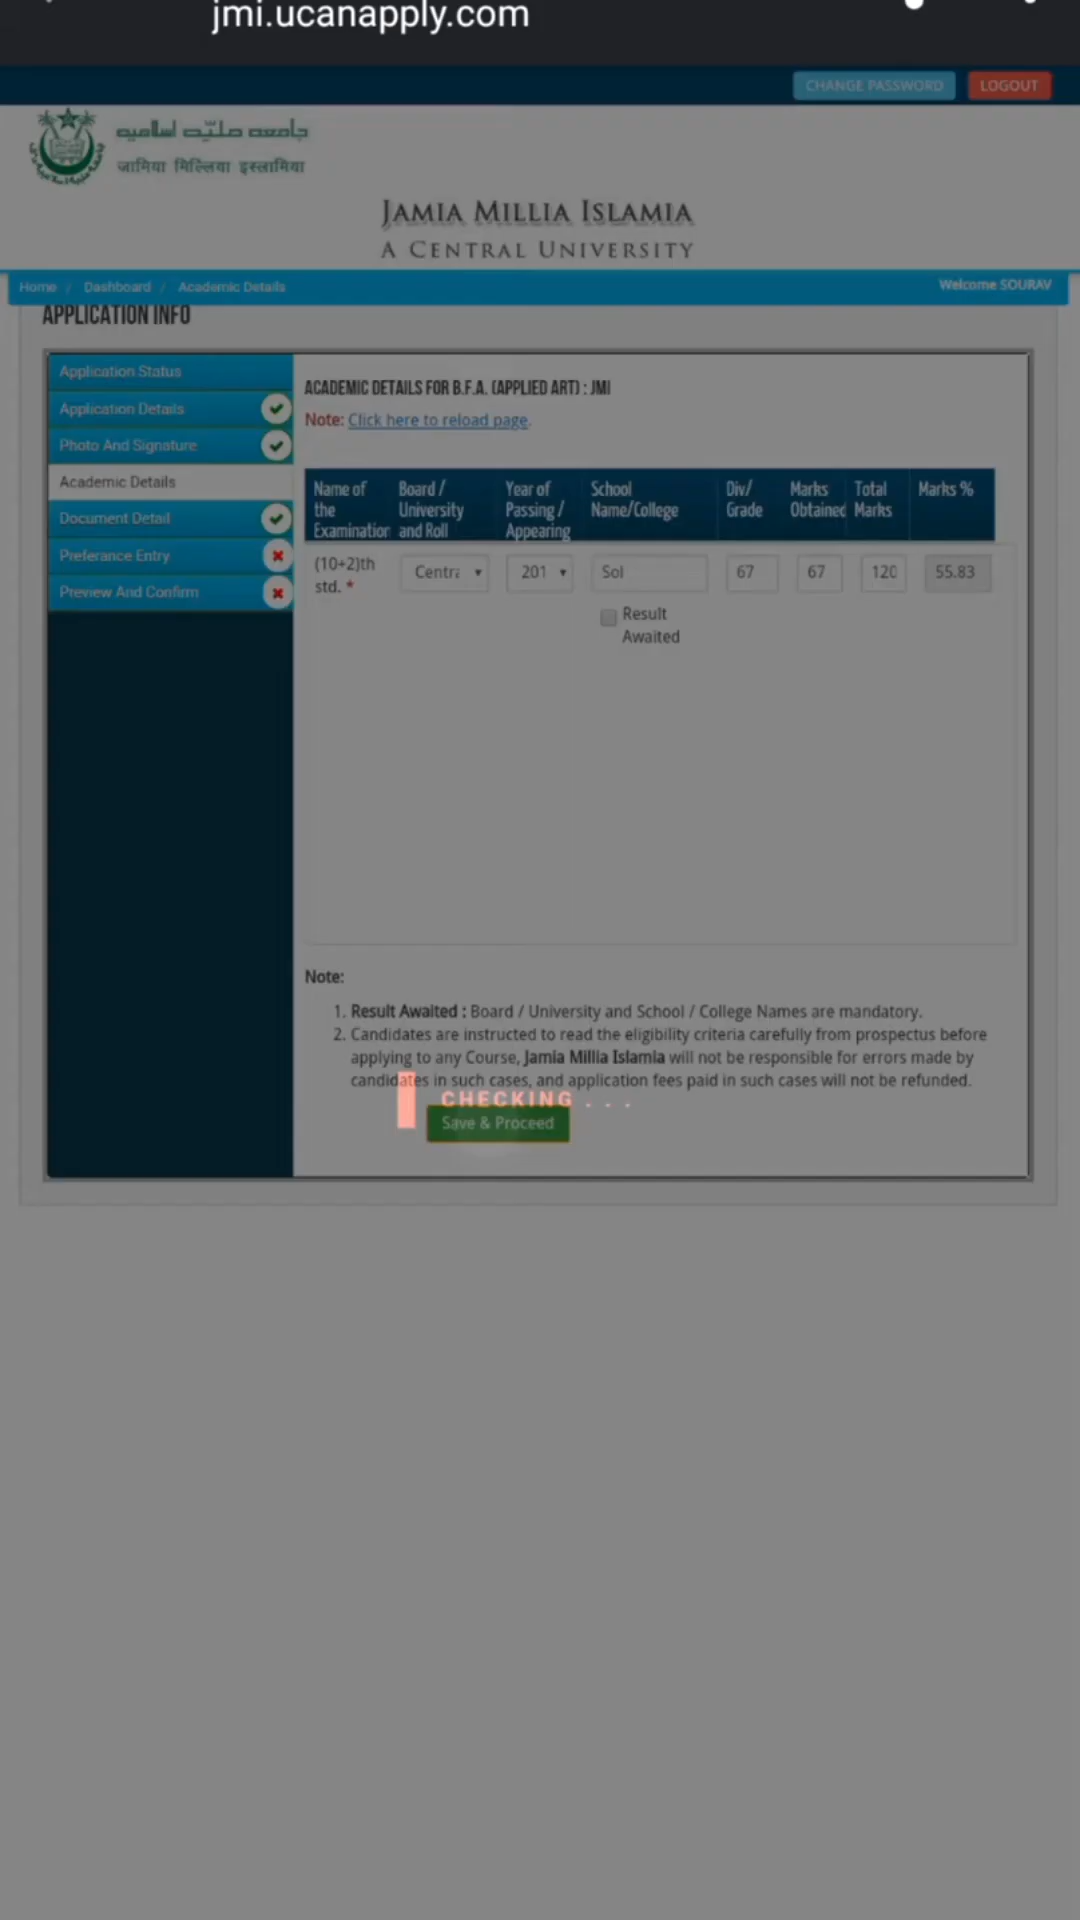 jmi.ucanapply.com
CHANGE PASSWORD LOGOUT
جامعه ملیّه اسلامیه
जामिया मिल्लिया इस्लामिया
JAMIA MILLIA ISLAMIA
A CENTRAL UNIVERSITY
Home / Dashboard / Academic Details Welcome SOURAV
APPLICATION INFO
Application Status
Application Details
Photo And Signature
Academic Details
Document Detail
Preferance Entry
Preview And Confirm
ACADEMIC DETAILS FOR B.F.A. (APPLIED ART) : JMI
Note: Click here to reload page.
Name of the Examination
Board / University and Roll
Year of Passing / Appearing
School Name/College
Div/ Grade
Marks Obtained
Total Marks
Marks %
(10+2)th std. *
Centra 201 Sol 67 67 120 55.83
Result
Awaited
Note:
1. Result Awaited : Board / University and School / College Names are mandatory.
2. Candidates are instructed to read the eligibility criteria carefully from prospectus before
applying to any Course, Jamia Millia Islamia will not be responsible for errors made by
candidates in such cases, and application fees paid in such cases will not be refunded.
CHECKING . . .
Save & Proceed